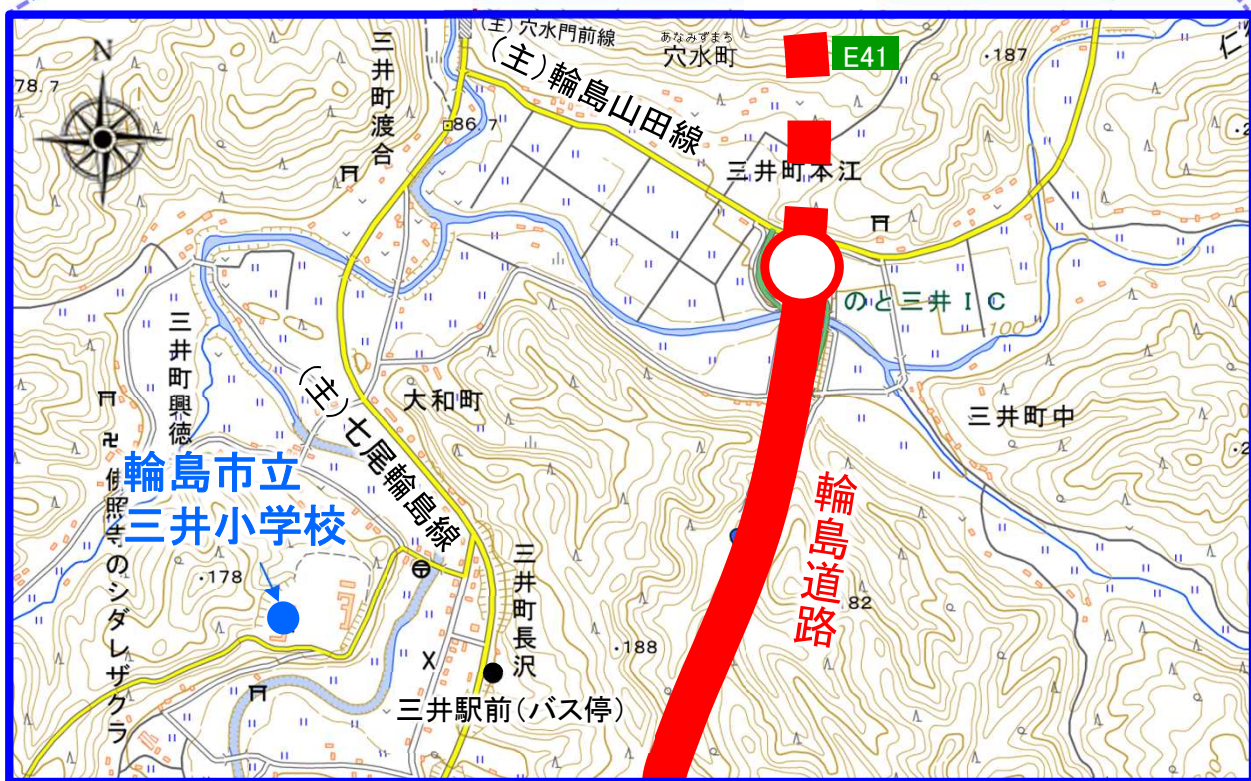 (主)穴水門前線
あなみずまち
穴水町
E41
・187
N
78.7
三井町渡合
(主)輪島山田線
86.7
三井町本江
のと三井IC
100
三井町興徳
(主)七尾輪島線
大和町
三井町中
輪島市立
三井小学校
佛照寺のシダレザクラ
・178
三井町長沢
輪島道路
82
・188
三井駅前(バス停)